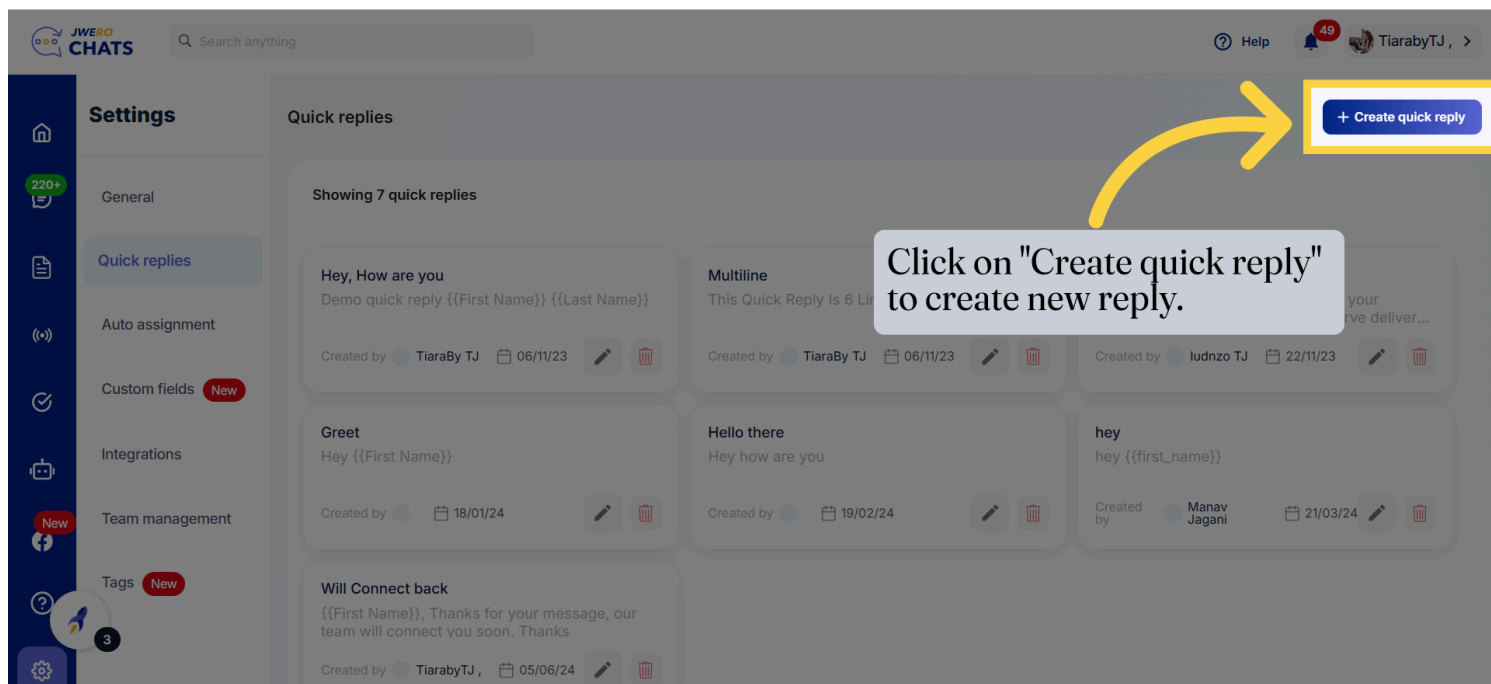 JWERO
CHATS
Search anything
Help
49
TiarabyTJ ,
Settings
Quick replies
+ Create quick reply
220+
General
Showing 7 quick replies
Quick replies
Click on "Create quick reply"
to create new reply.
Hey, How are you
Demo quick reply {{First Name}} {{Last Name}}
Created by TiaraBy TJ 06/11/23
Multiline
This Quick Reply Is 6
Created by TiaraBy TJ 06/11/23
your
deliver...
Created by Iudnzo TJ 22/11/23
Auto assignment
Custom fields New
Greet
Hey {{First Name}}
Created by 18/01/24
Hello there
Hey how are you
Created by 19/02/24
hey
hey {{first_name}}
Created
by
Manav
Jagani
21/03/24
Integrations
New
Team management
Tags New
Will Connect back
{{First Name}}, Thanks for your message, our
team will connect you soon. Thanks
Created by TiarabyTJ , 05/06/24
3